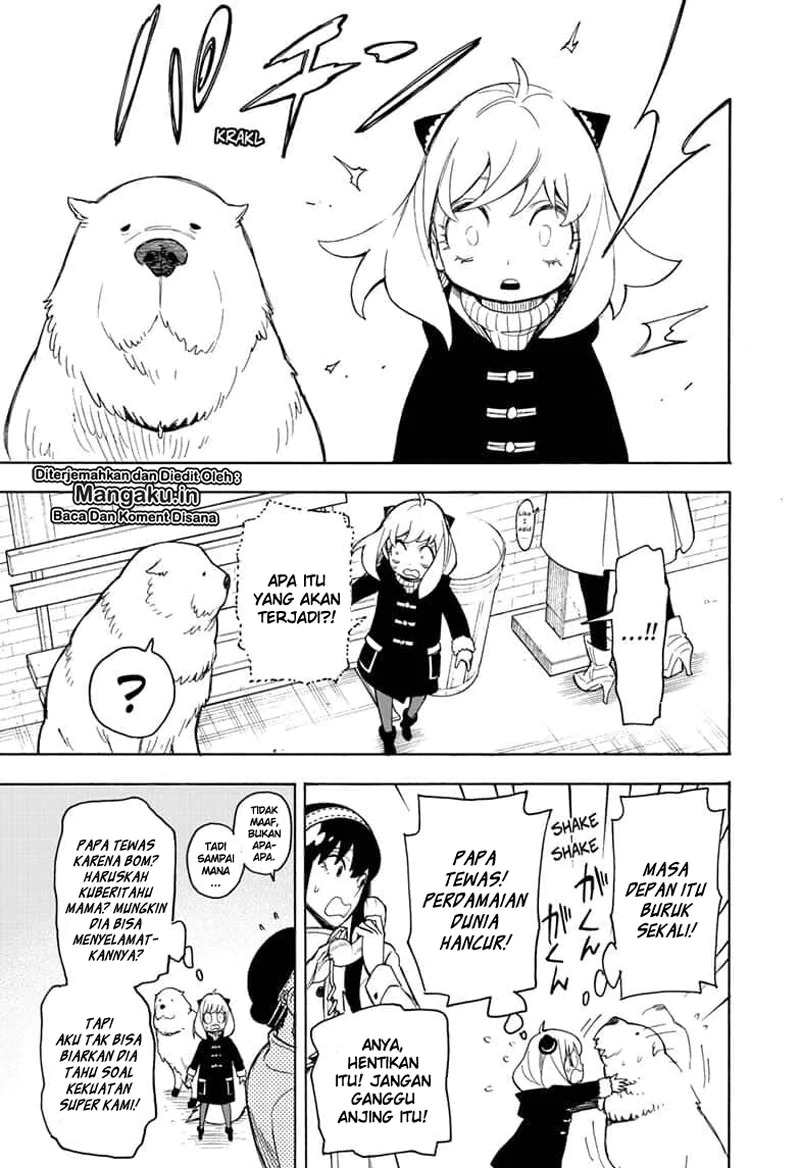 パチン
KRAKL
Diterjemahkan dan Diedit Oleh :
Mangaku.in
Baca Dan Koment Disana
Like
I
said
...!!
APA ITU
YANG AKAN
TERJADI?!
?
MASA
DEPAN ITU
BURUK
SEKALI!
SHAKE
SHAKE
がくん
がくん
PAPA
TEWAS!
PERDAMAIAN
DUNIA
HANCUR!
ANYA,
HENTIKAN
ITU! JANGAN
GANGGU
ANJING ITU!
TIDAK
MAAF,
BUKAN
APA-
APA.
TADI
SAMPAI
MANA
...
PAPA TEWAS
KARENA BOM?
HARUSKAH
KUBERITAHU
MAMA? MUNGKIN
DIA BISA
MENYELAMAT-
KANNYA?
TAPI
AKU TAK BISA
BIARKAN DIA
TAHU SOAL
KEKUATAN
SUPER KAMI!